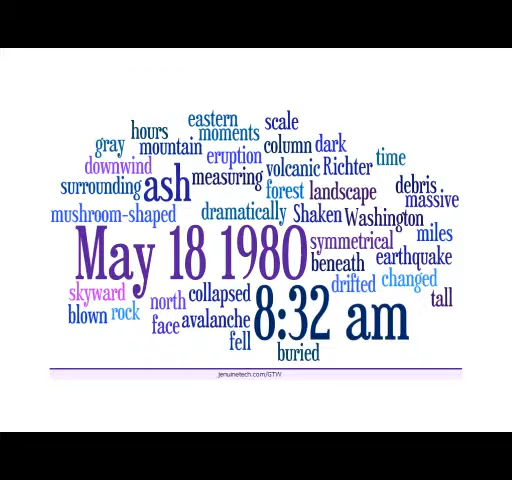 eastern scale
hours moments
gray mountain column dark
downwind eruption volcanic Richter time
surrounding ash measuring forest landscape debris
mushroom-shaped dramatically Shaken Washington massive
May 18 1980 symmetrical miles
beneath earthquake
skyward north collapsed drifted changed
blown rock face avalanche 8:32 am tall
fell
buried
jenuinetech.com/GTW